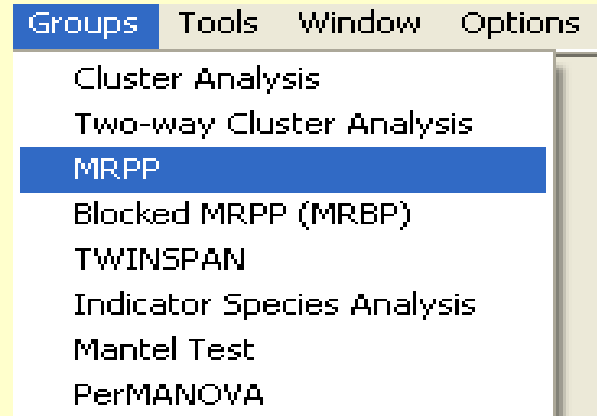 Groups Tools Window Options
Cluster Analysis
Two-way Cluster Analysis
MRPP
Blocked MRPP (MRBP)
TWINSPAN
Indicator Species Analysis
Mantel Test
PerMANOVA